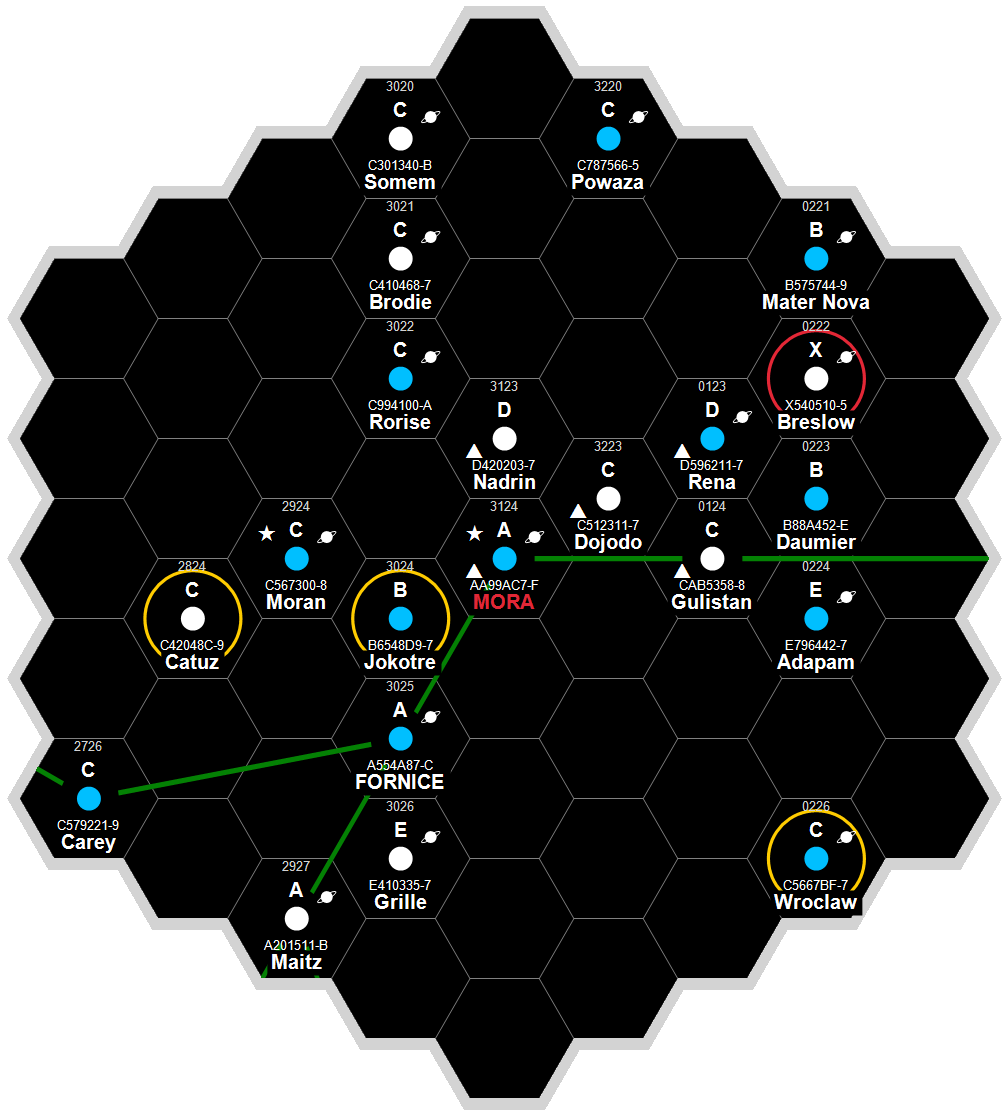 3020
C
C301340-B
Somem
3220
C
C787566-5
Powaza
3021
C
C410468-7
Brodie
0221
B
B575744-9
Mater Nova
3022
C
C994100-A
Rorise
0222
X
X540510-5
Breslow
3123
D
D420203-7
Nadrin
0123
D
D596211-7
Rena
3223
C
C512311-7
Dojodo
0223
B
B88A452-E
Daumier
2924
C
C567300-8
Moran
3124
A
AA99AC7-F
MORA
0124
C
CAB5358-8
Gulistan
2824
C
C42048C-9
Catuz
3024
B
B6548D9-7
Jokotre
0224
E
E796442-7
Adapam
3025
A
A554A87-C
FORNICE
2726
C
C579221-9
Carey
3026
E
E410335-7
Grille
0226
C
C5667BF-7
Wroclaw
2927
A
A201511-B
Maitz